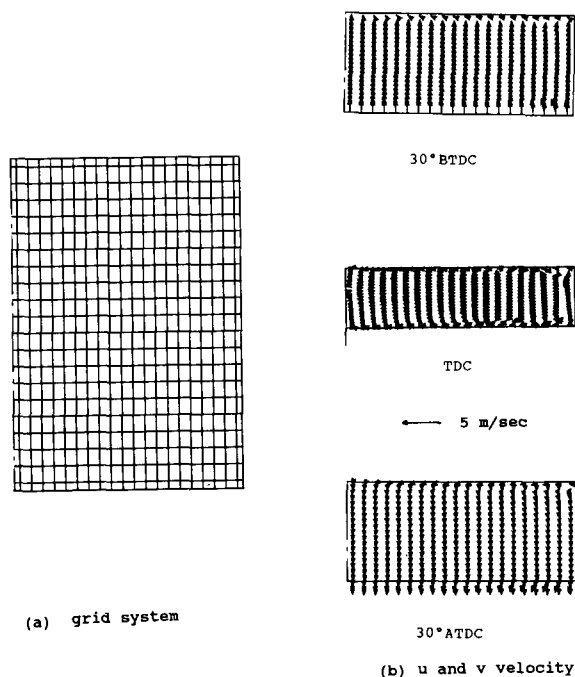 30°BTDC
TDC
5 m/sec
30°ATDC
(a) grid system
(b) u and v velocity